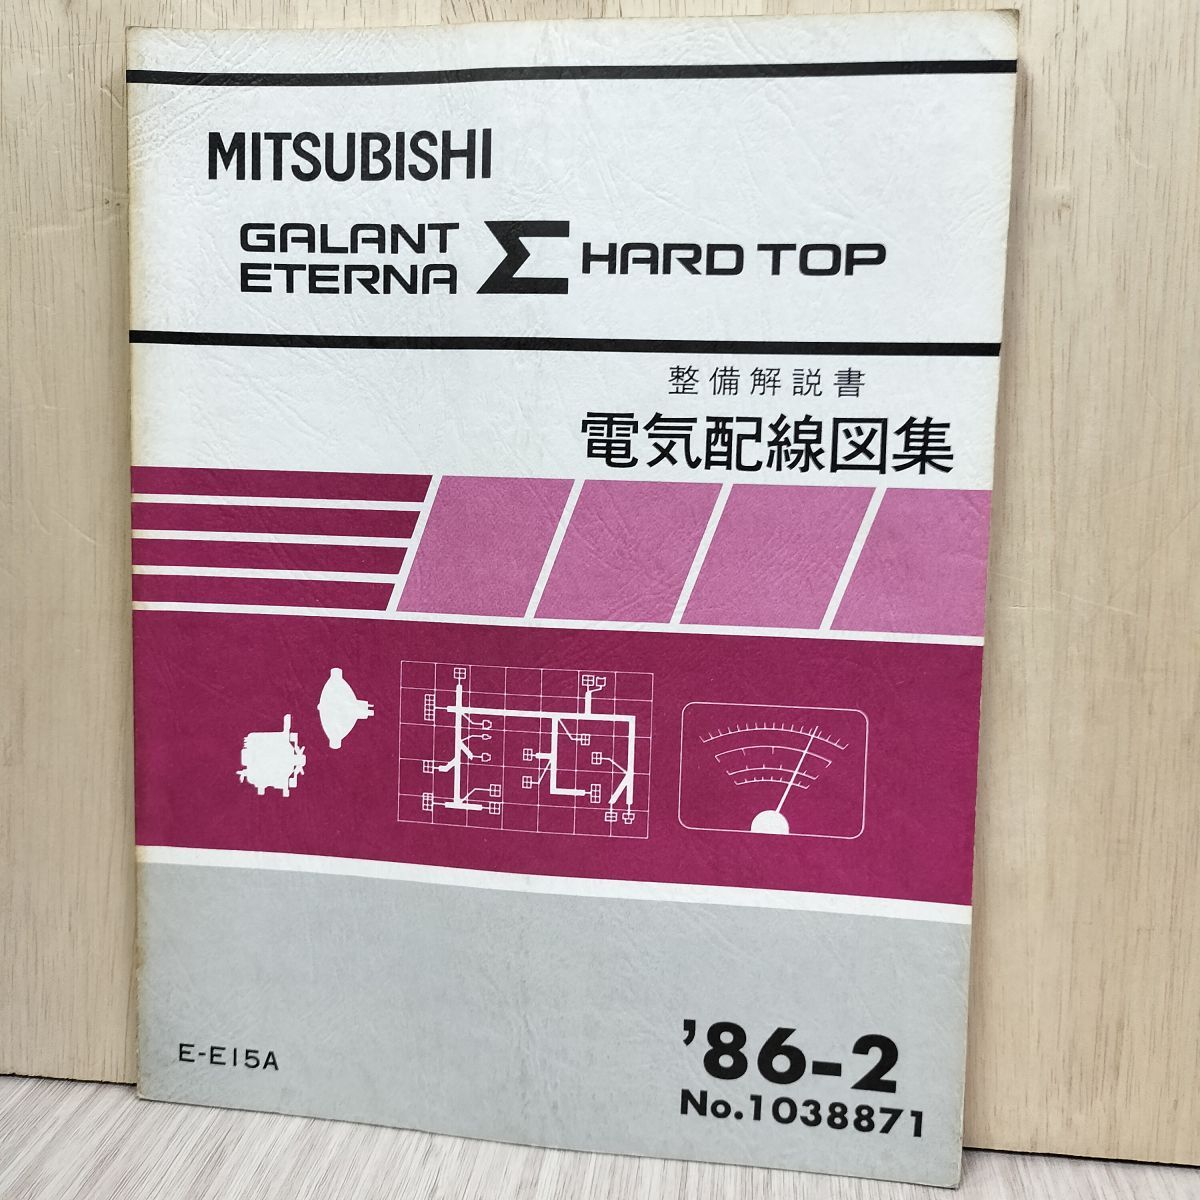 MITSUBISHI
GALANT
ETERNA Σ HARD TOP
整備解説書
電気配線図集
E-E15A
'86-2
No.1038871